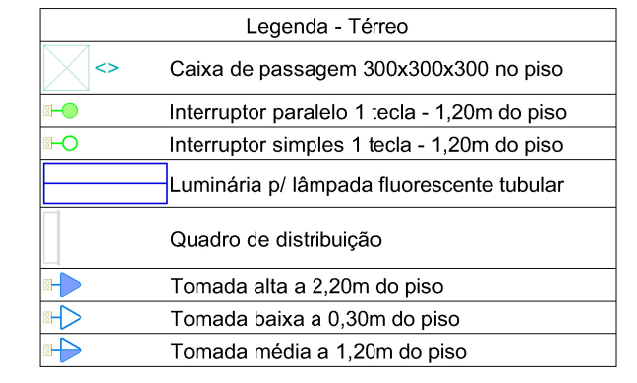 Legenda - Térreo
<> Caixa de passagem 300x300x300 no piso
Interruptor paralelo 1 tecla - 1,20m do piso
Interruptor simples 1 tecla - 1,20m do piso
Luminária p/ lâmpada fluorescente tubular
Quadro de distribuição
Tomada alta a 2,20m do piso
Tomada baixa a 0,30m do piso
Tomada média a 1,20m do piso